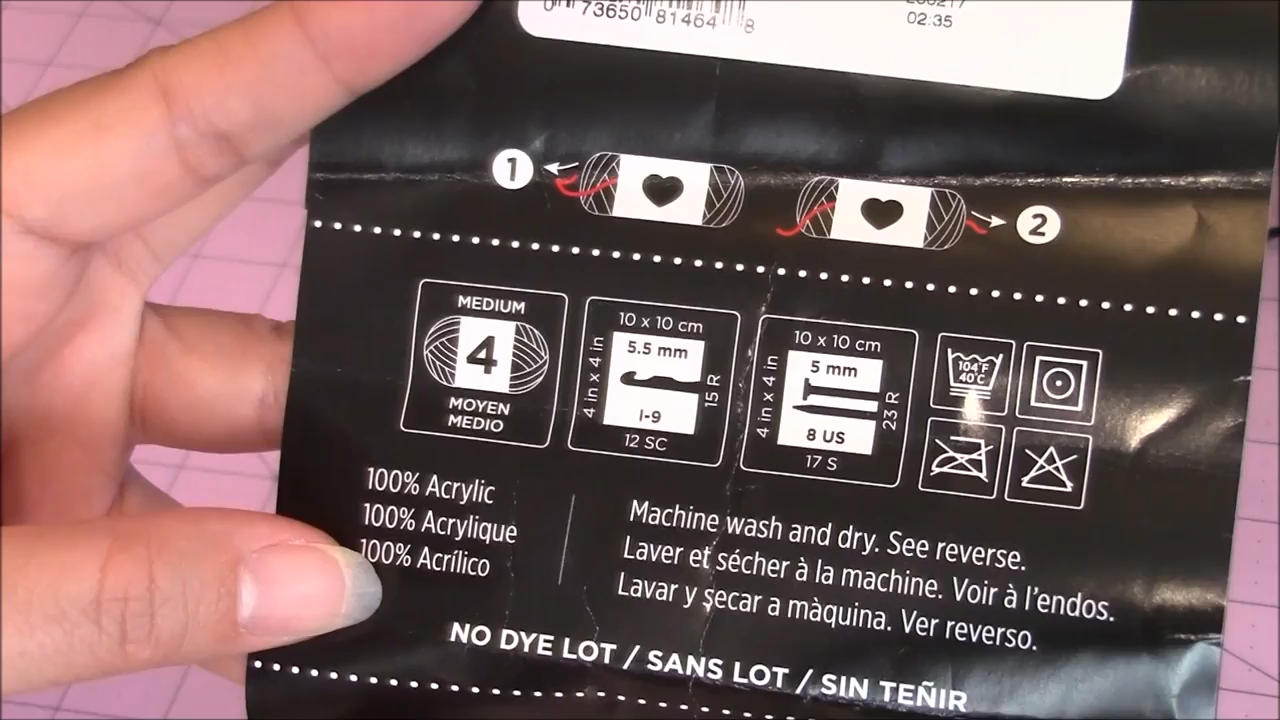 0 73650 81464 8
02:35
1
2
MEDIUM
4
MOYEN
MEDIO
10 x 10 cm
4 in x 4 in
5.5 mm
I-9
15 R
12 SC
10 x 10 cm
4 in x 4 in
5 mm
8 US
23 R
17 S
104°F
40°C
100% Acrylic
100% Acrylique
100% Acrílico
Machine wash and dry. See reverse.
Laver et sécher à la machine. Voir à l'endos.
Lavar y secar a màquina. Ver reverso.
NO DYE LOT / SANS LOT / SIN TEÑIR